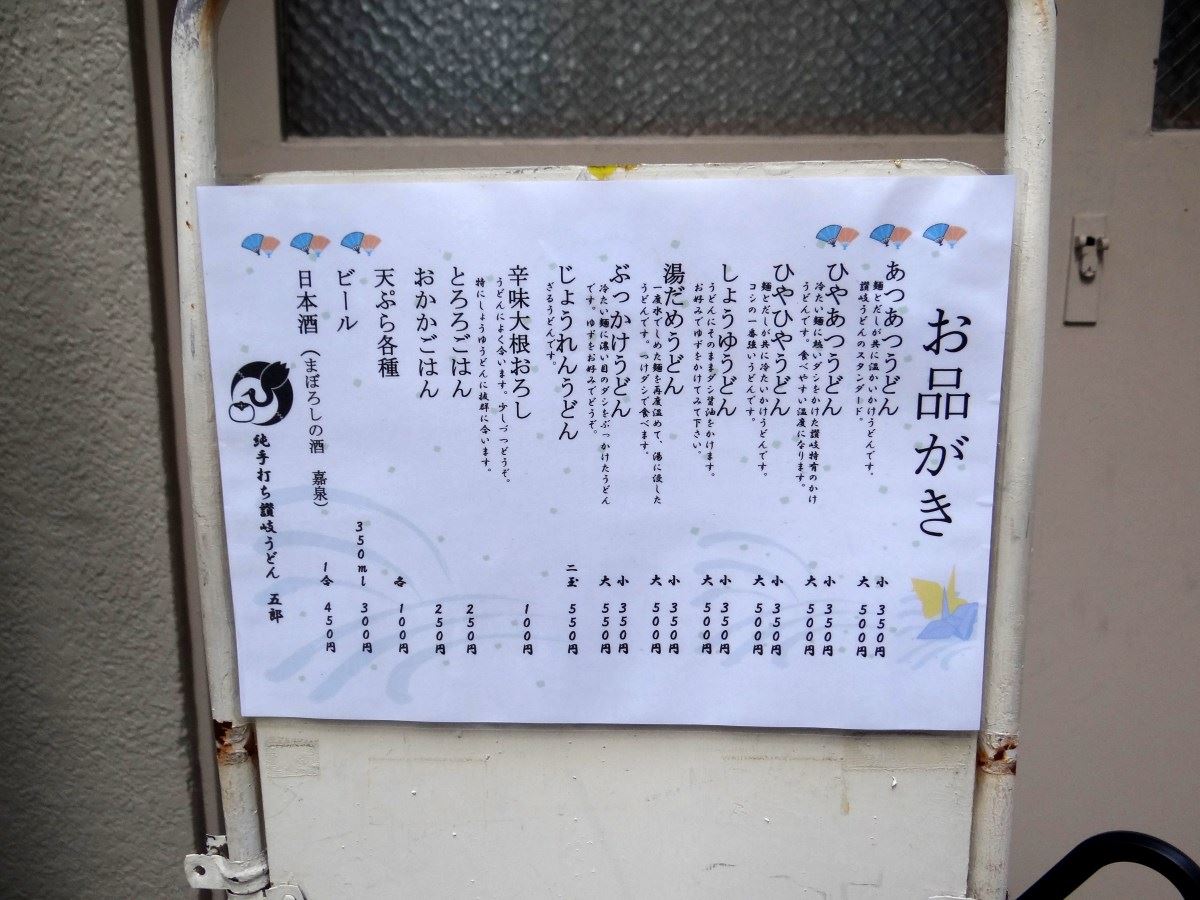 お品がき
あつあつうどん
麺とだしが共に温かいかけうどんです。
讃岐うどんのスタンダード。
小 350円
大 500円
ひやあつうどん
冷たい麺に熱いダシをかけた讃岐特有のかけ
うどんです。食べやすい温度になります。
小 350円
大 500円
ひやひやうどん
麺とだしが共に冷たいかけうどんです。
コシの一番強いうどんです。
小 350円
大 500円
しょうゆうどん
うどんにそのままダシ醤油をかけます。
お好みでゆずをかけてみて下さい。
小 350円
大 500円
湯だめうどん
一度水でしめた麺を再度温めて、湯に浸した
うどんです。つけダシで食べます。
小 350円
大 500円
ぶっかけうどん
冷たい麺に濃い目のダシをぶっかけたうどん
です。ゆずをお好みでどうぞ。
小 350円
大 550円
じょうれんうどん
ざるうどんです。
二玉 550円
辛味大根おろし
うどんによく合います。少しづつどうぞ。
特にしょうゆうどんに抜群に合います。
100円
とろろごはん
250円
おかかごはん
250円
天ぷら各種
各 100円
ビール
350ml 300円
日本酒（まぼろしの酒 嘉泉）
1合 450円
純手打ち讃岐うどん 五郎